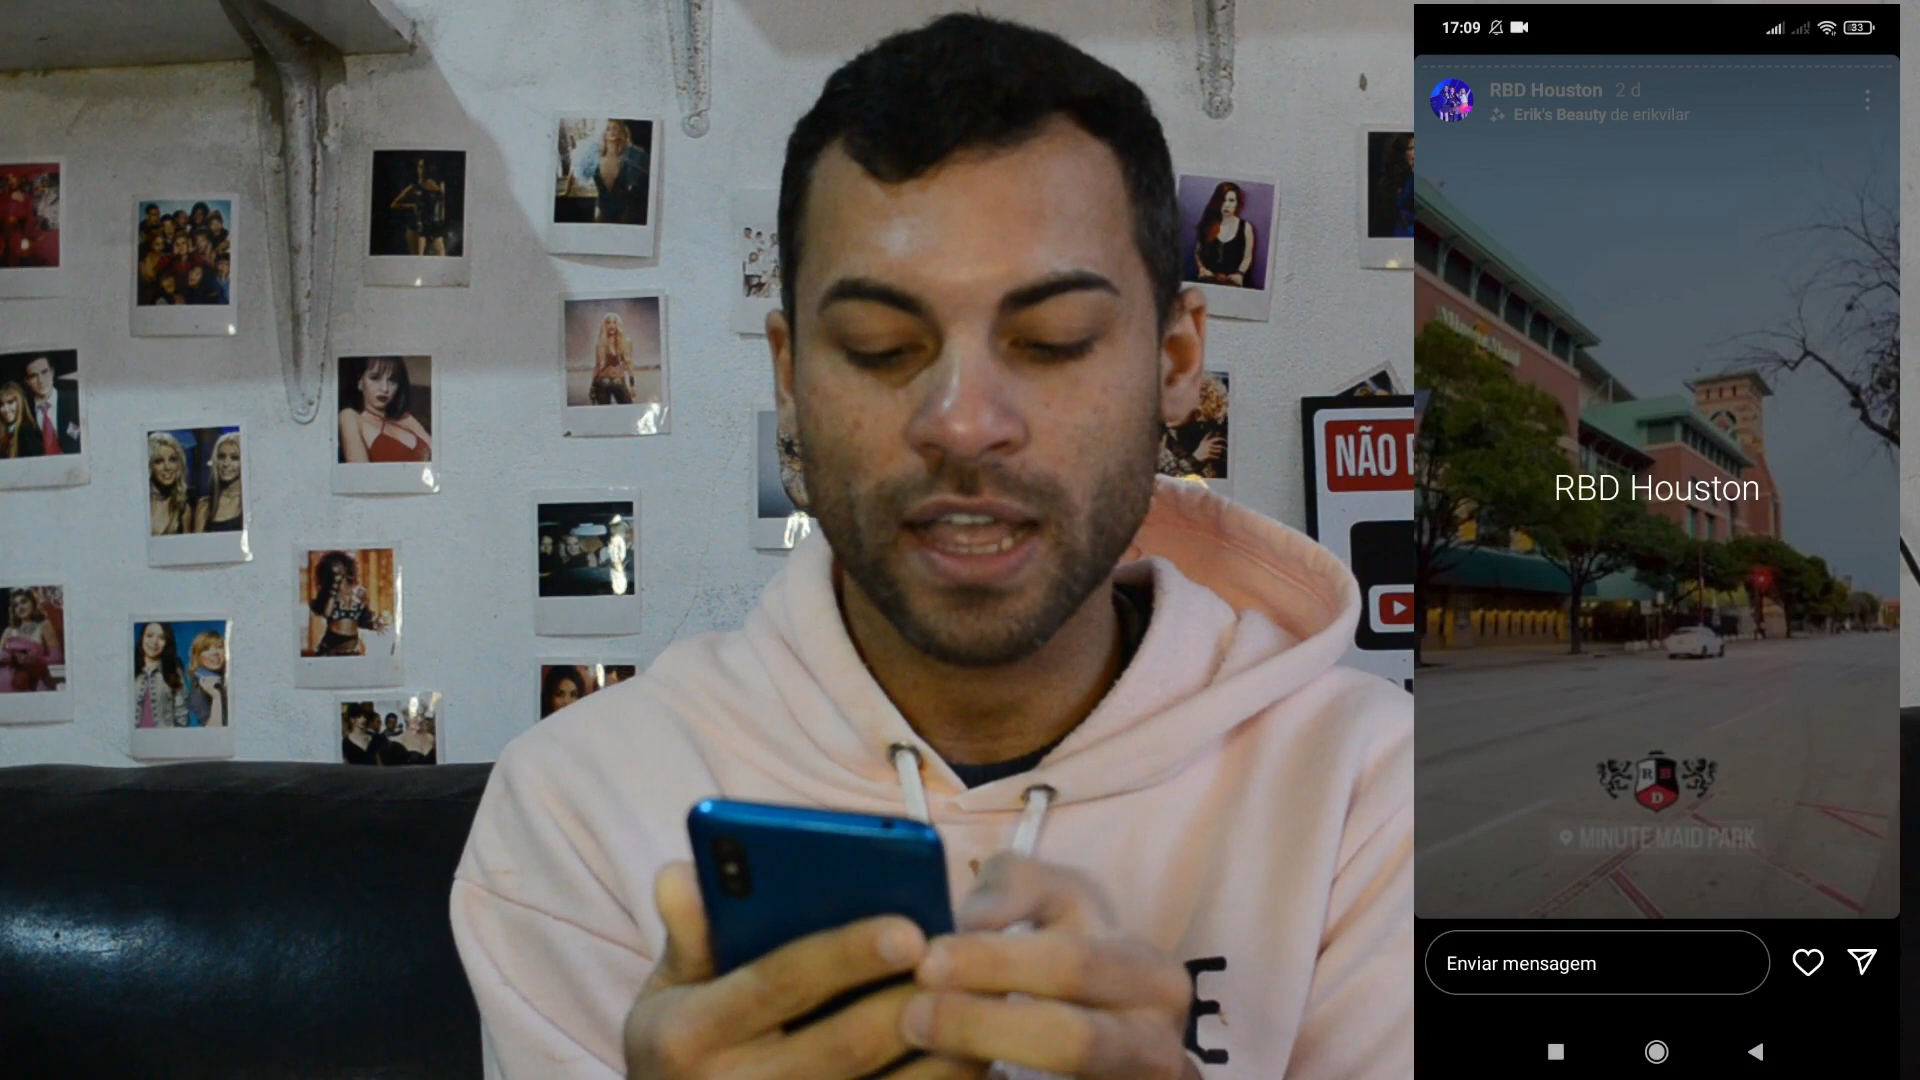 17:09
33
RBD Houston 2 d
Erik's Beauty de erikvilar
RBD Houston
R B
D
MINUTE MAID PARK
Enviar mensagem
NÃO
E